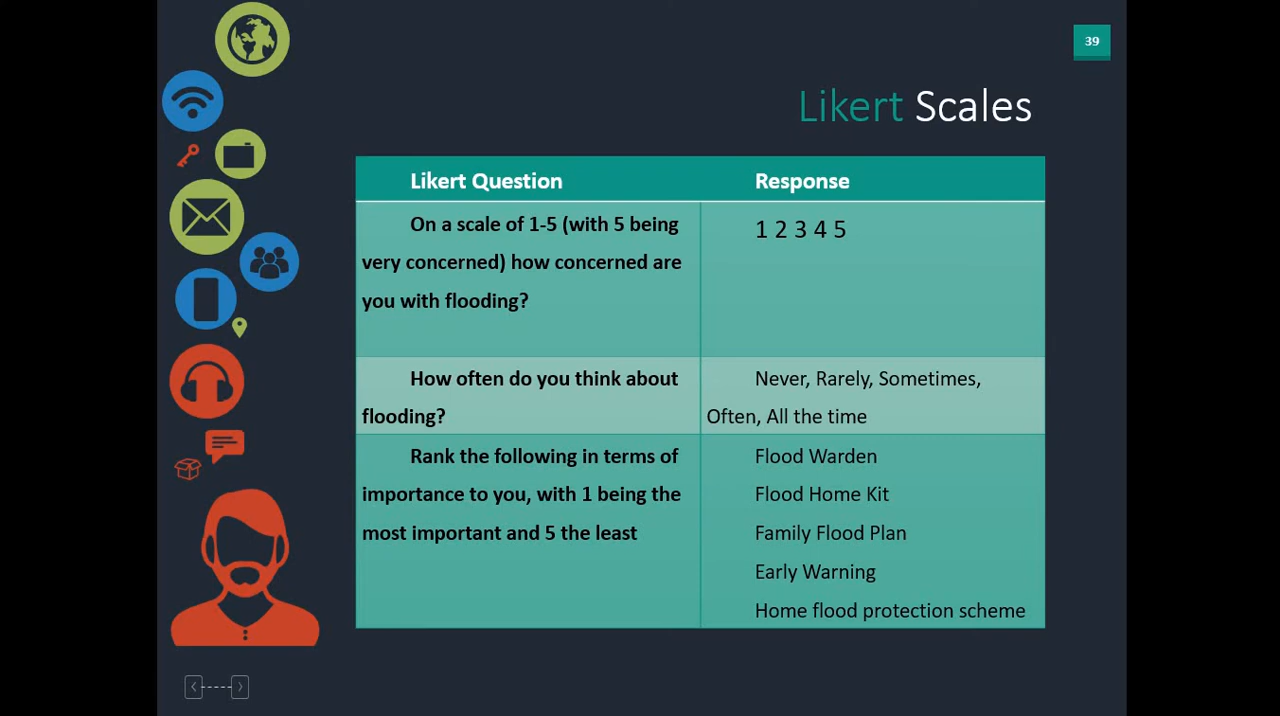 39
Likert Scales
Likert Question Response
On a scale of 1-5 (with 5 being
very concerned) how concerned are
you with flooding?
1 2 3 4 5
How often do you think about
flooding?
Never, Rarely, Sometimes,
Often, All the time
Rank the following in terms of
importance to you, with 1 being the
most important and 5 the least
Flood Warden
Flood Home Kit
Family Flood Plan
Early Warning
Home flood protection scheme